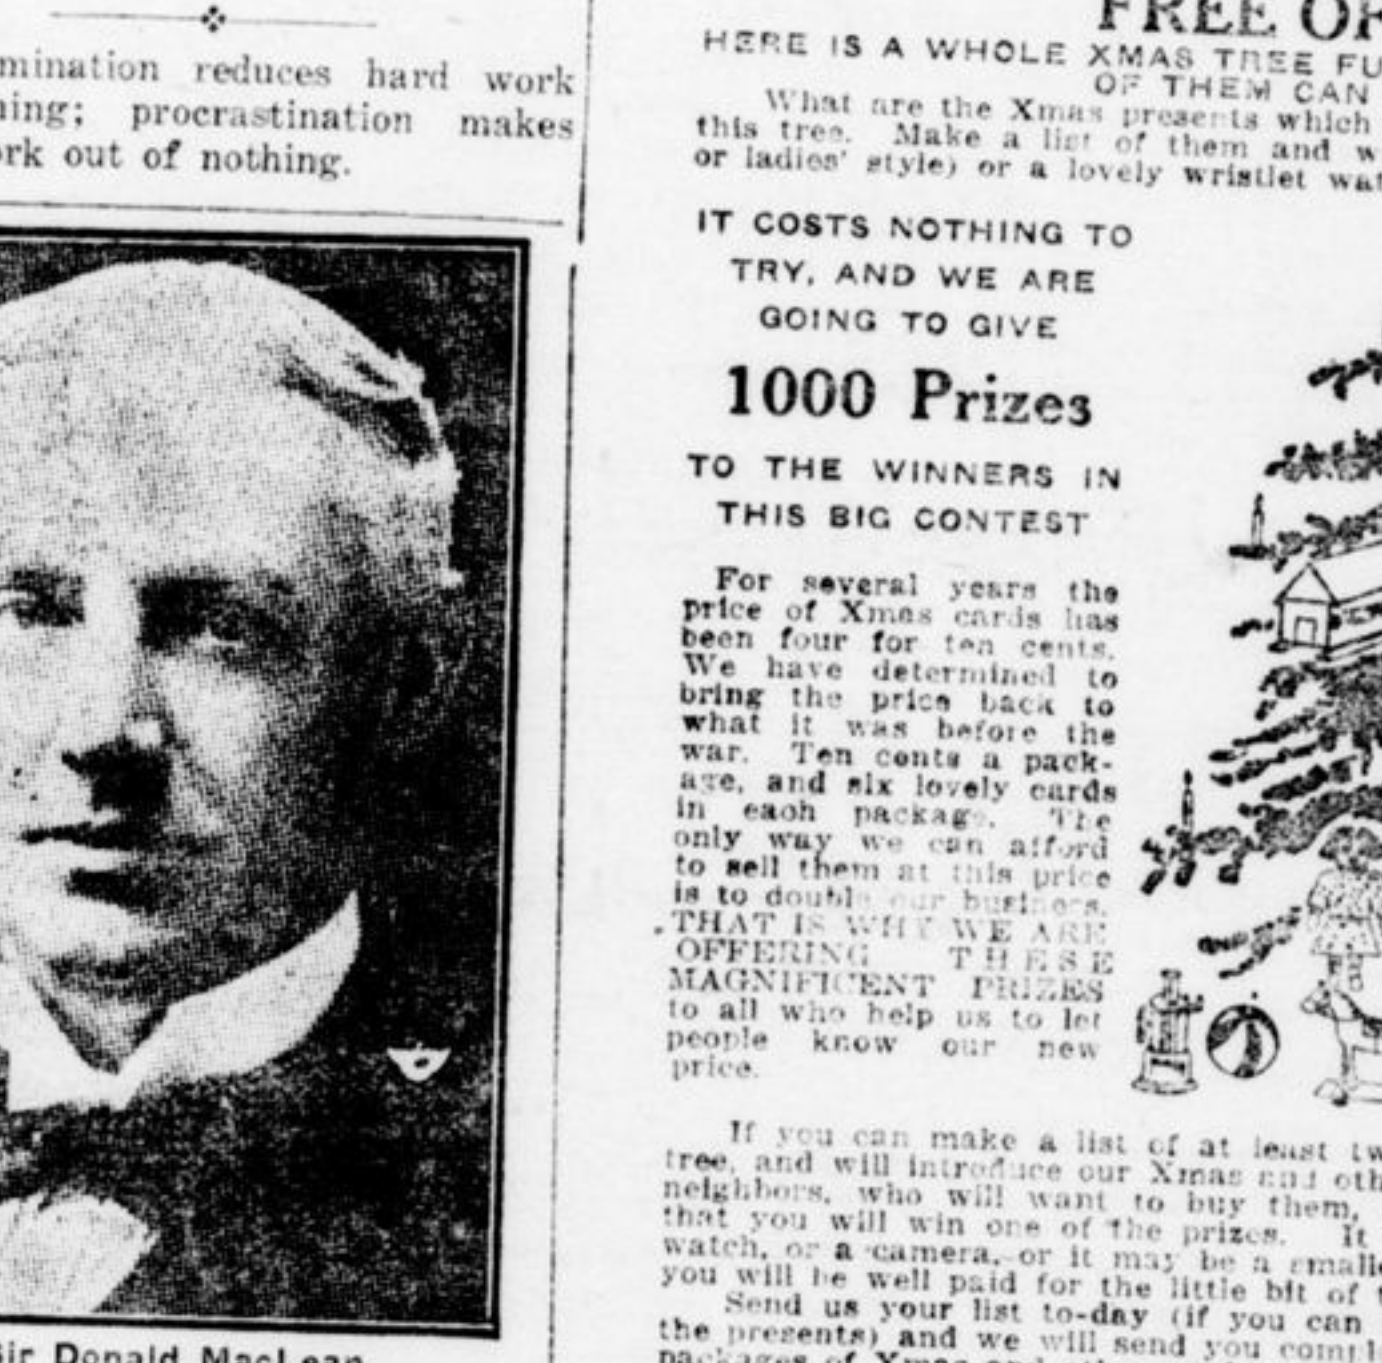 mination reduces hard work
ning; procrastination makes
ork out of nothing.
Sir Donald MacLean
FREE OF
HERE IS A WHOLE XMAS TREE FU
OF THEM CAN
What are the Xmas presents which
this tree. Make a list of them and w
or ladies' style) or a lovely wristlet wat
IT COSTS NOTHING TO
TRY, AND WE ARE
GOING TO GIVE
1000 Prizes
TO THE WINNERS IN
THIS BIG CONTEST
For several years the
price of Xmas cards has
been four for ten cents.
We have determined to
bring the price back to
what it was before the
war. Ten cents a pack-
age, and six lovely cards
in each package. The
only way we can afford
to sell them at this price
is to double our business.
THAT IS WHY WE ARE
OFFERING THESE
MAGNIFICENT PRIZES
to all who help us to let
people know our new
price.
If you can make a list of at least tw
tree, and will introduce our Xmas and oth
neighbors, who will want to buy them,
that you will win one of the prizes. It
watch, or a camera, or it may be a smalle
you will be well paid for the little bit of t
Send us your list to-day (if you can
the presents) and we will send you compl
packages of Xmas and